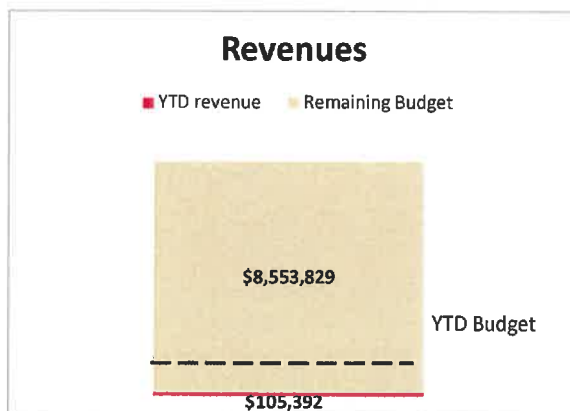 Revenues
YTD revenue Remaining Budget
$8,553,829
YTD Budget
$105,392